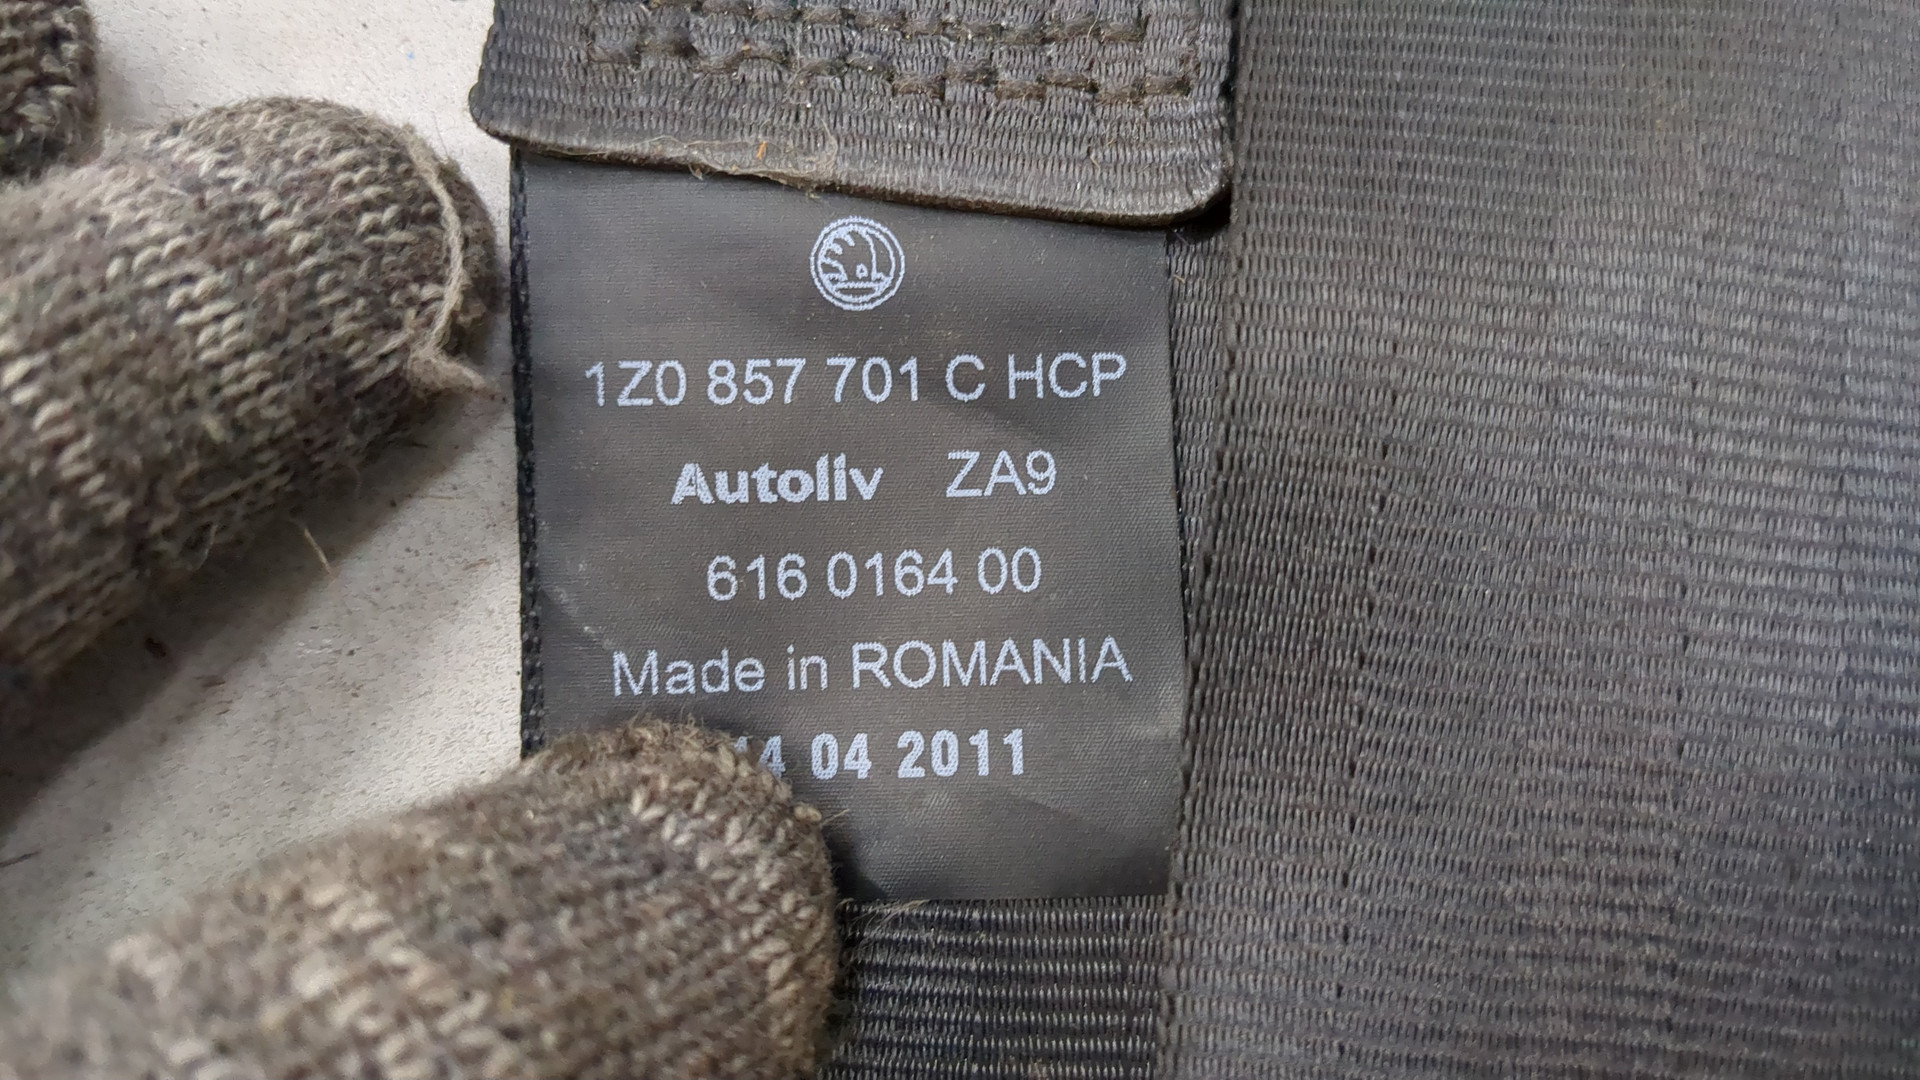 1Z0 857 701 C HCP
Autoliv ZA9
616 0164 00
Made in ROMANIA
04 2011